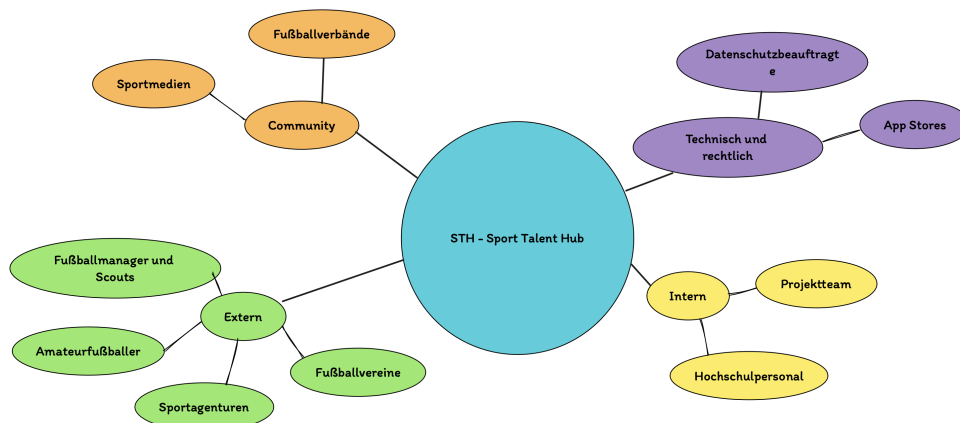 Fußballverbände
Sportmedien
Community
Datenschutzbeauftragt
e
Technisch und
rechtlich
App Stores
STH - Sport Talent Hub
Fußballmanager und
Scouts
Extern
Amateurfußballer
Sportagenturen
Fußballvereine
Intern
Projektteam
Hochschulpersonal